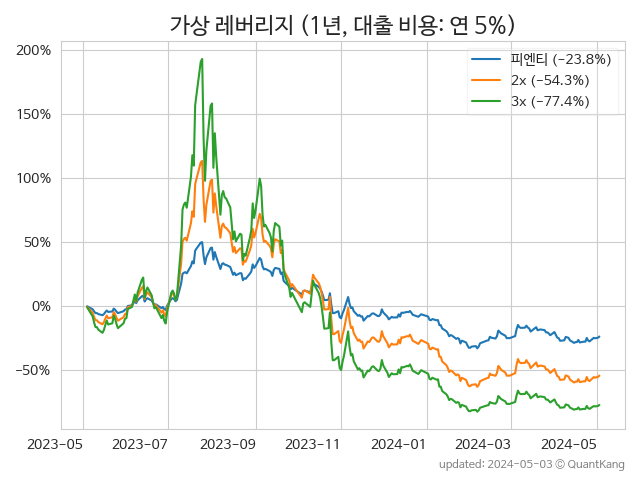 가상 레버리지 (1년, 대출 비용: 연 5%)
200%
150%
100%
50%
0%
−50%
피엔티 (−23.8%)
2x (−54.3%)
3x (−77.4%)
2023-05 2023-07 2023-09 2023-11 2024-01 2024-03 2024-05
updated: 2024-05-03 © QuantKang